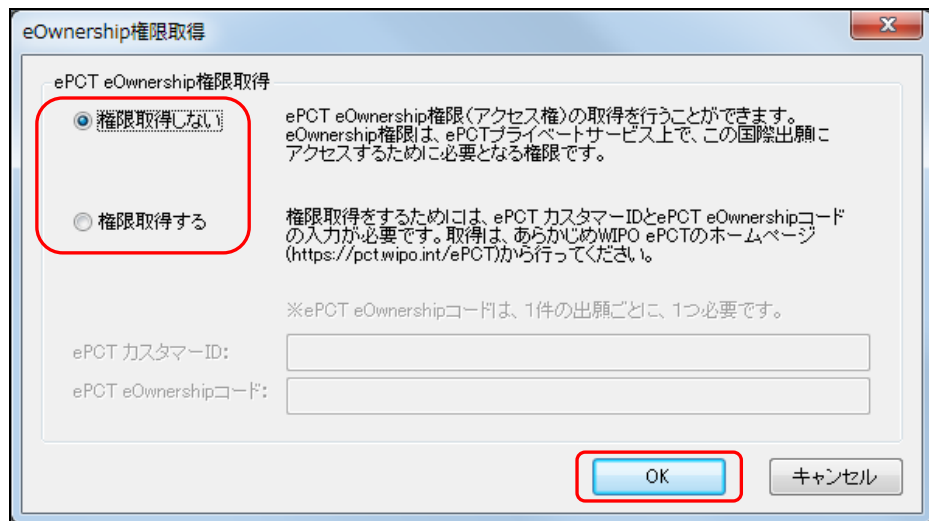 eOwnership権限取得
ePCT eOwnership権限取得
権限取得しない
ePCT eOwnership権限(アクセス権)の取得を行うことができます。
eOwnership権限は、ePCTプライベートサービス上で、この国際出願に
アクセスするために必要となる権限です。
権限取得する
権限取得をするためには、ePCT カスタマーIDとePCT eOwnershipコード
の入力が必要です。取得は、あらかじめWIPO ePCTのホームページ
(https://pct.wipo.int/ePCT)から行ってください。
※ePCT eOwnershipコードは、1件の出願ごとに、1つ必要です。
ePCT カスタマーID:
ePCT eOwnershipコード:
OK
キャンセル